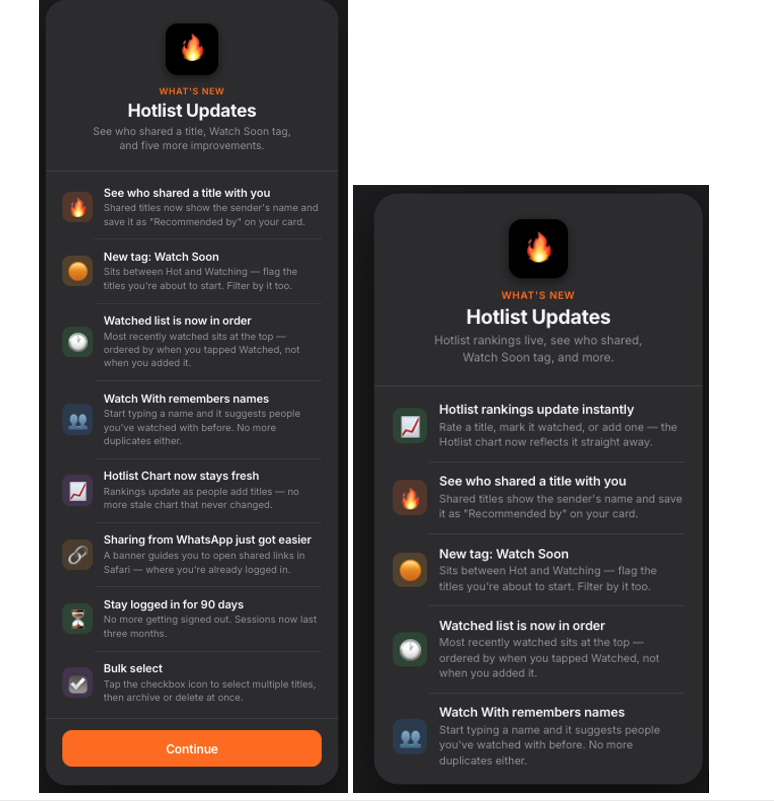 WHAT'S NEW
Hotlist Updates
See who shared a title, Watch Soon tag,
and five more improvements.
See who shared a title with you
Shared titles now show the sender's name and
save it as "Recommended by" on your card.
New tag: Watch Soon
Sits between Hot and Watching — flag the
titles you're about to start. Filter by it too.
Watched list is now in order
Most recently watched sits at the top —
ordered by when you tapped Watched, not
when you added it.
Watch With remembers names
Start typing a name and it suggests people
you've watched with before. No more
duplicates either.
Hotlist Chart now stays fresh
Rankings update as people add titles — no
more stale chart that never changed.
Sharing from WhatsApp just got easier
A banner guides you to open shared links in
Safari — where you're already logged in.
Stay logged in for 90 days
No more getting signed out. Sessions now last
three months.
Bulk select
Tap the checkbox icon to select multiple titles,
then archive or delete at once.
Continue
WHAT'S NEW
Hotlist Updates
Hotlist rankings live, see who shared,
Watch Soon tag, and more.
Hotlist rankings update instantly
Rate a title, mark it watched, or add one — the
Hotlist chart now reflects it straight away.
See who shared a title with you
Shared titles show the sender's name and save
it as "Recommended by" on your card.
New tag: Watch Soon
Sits between Hot and Watching — flag the
titles you're about to start. Filter by it too.
Watched list is now in order
Most recently watched sits at the top —
ordered by when you tapped Watched, not
when you added it.
Watch With remembers names
Start typing a name and it suggests people
you've watched with before. No more
duplicates either.